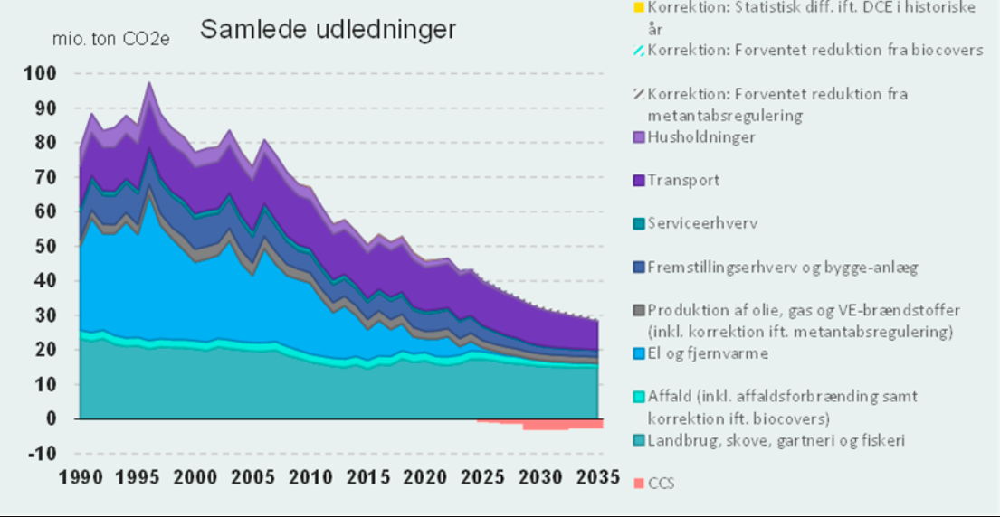 Samlede udledninger
mio. ton CO2e
100
90
80
70
60
50
40
30
20
10
0
-10
1990 1995 2000 2005 2010 2015 2020 2025 2030 2035
Korrektion: Statistisk diff. ift. DCE i historiske
år
Korrektion: Forventet reduktion fra biocovers
Korrektion: Forventet reduktion fra
metantabsregulering
Husholdninger
Transport
Serviceerhverv
Fremstillingserhverv og bygge-anlæg
Produktion af olie, gas og VE-brændstoffer
(inkl. korrektion ift. metantabsregulering)
El og fjernvarme
Affald (inkl. affaldsforbrænding samt
korrektion ift. biocovers)
Landbrug, skove, gartneri og fiskeri
CCS